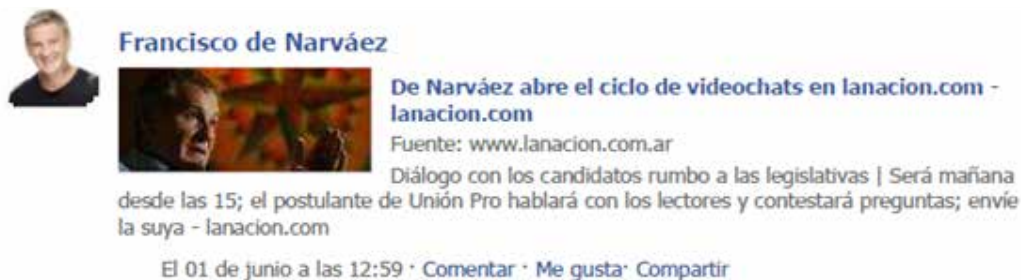 Francisco de Narváez
De Narváez abre el ciclo de videochats en lanacion.com -
lanacion.com
Fuente: www.lanacion.com.ar
Diálogo con los candidatos rumbo a las legislativas | Será mañana
desde las 15; el postulante de Unión Pro hablará con los lectores y contestará preguntas; envíe
la suya - lanacion.com
El 01 de junio a las 12:59 · Comentar · Me gusta· Compartir